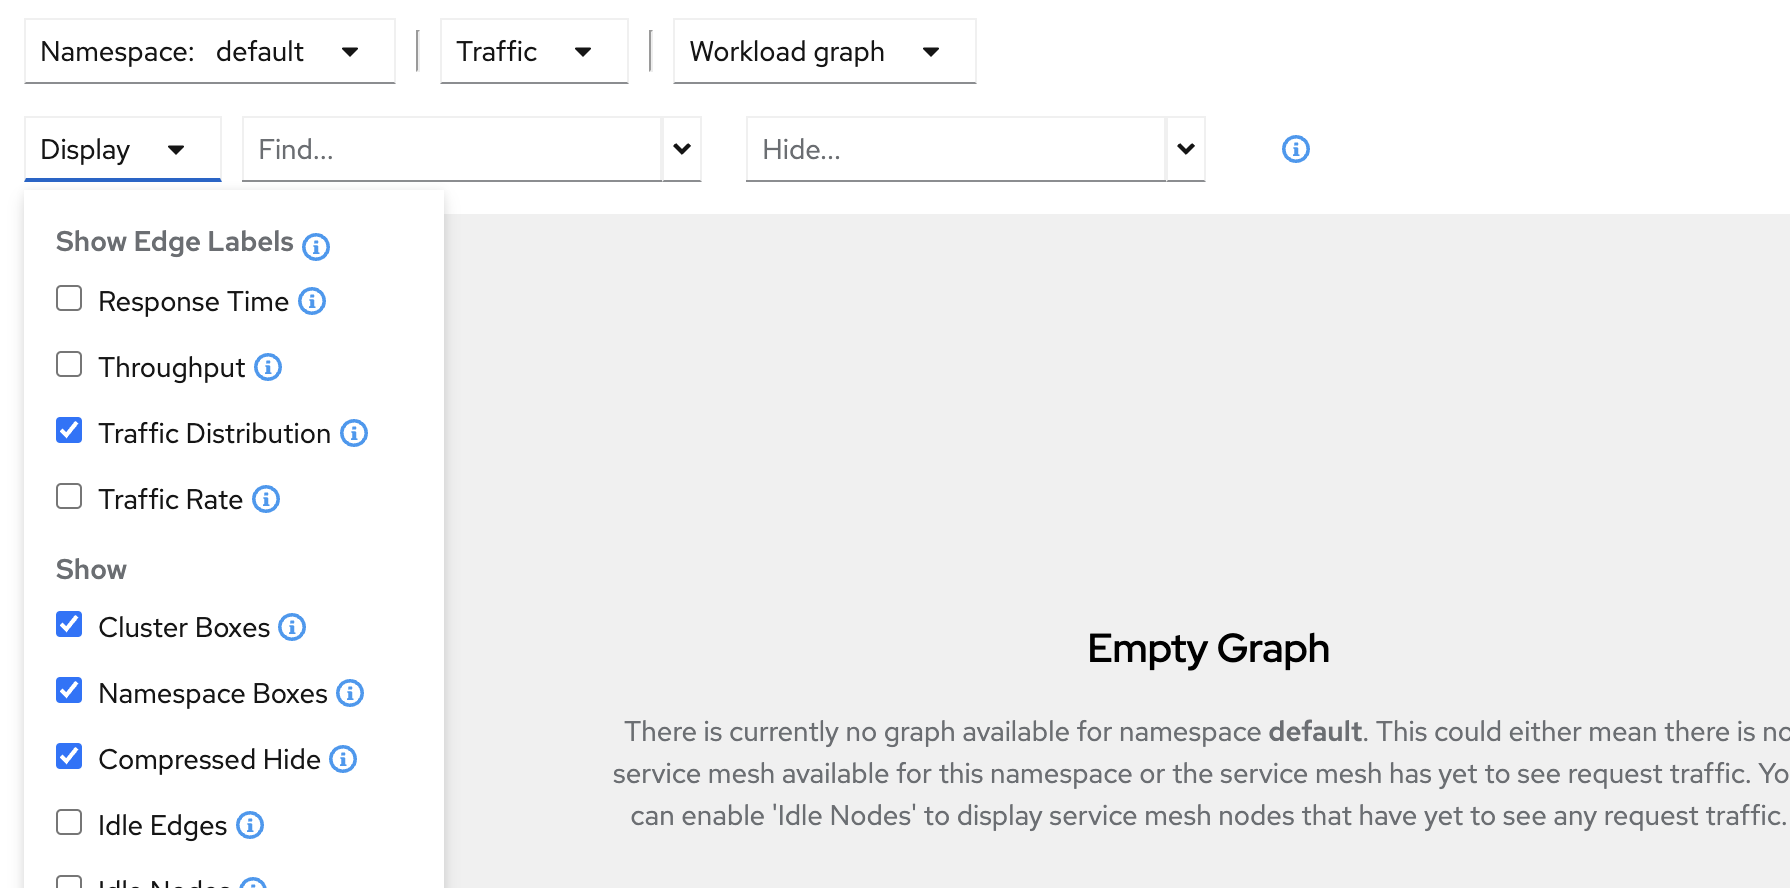 Namespace: default
Traffic
Workload graph
Display
Find...
Hide...
Show Edge Labels
Response Time
Throughput
Traffic Distribution
Traffic Rate
Show
Cluster Boxes
Namespace Boxes
Compressed Hide
Idle Edges
Idle Nodes
Empty Graph
There is currently no graph available for namespace default. This could either mean there is no
service mesh available for this namespace or the service mesh has yet to see request traffic. Yo
can enable 'Idle Nodes' to display service mesh nodes that have yet to see any request traffic.